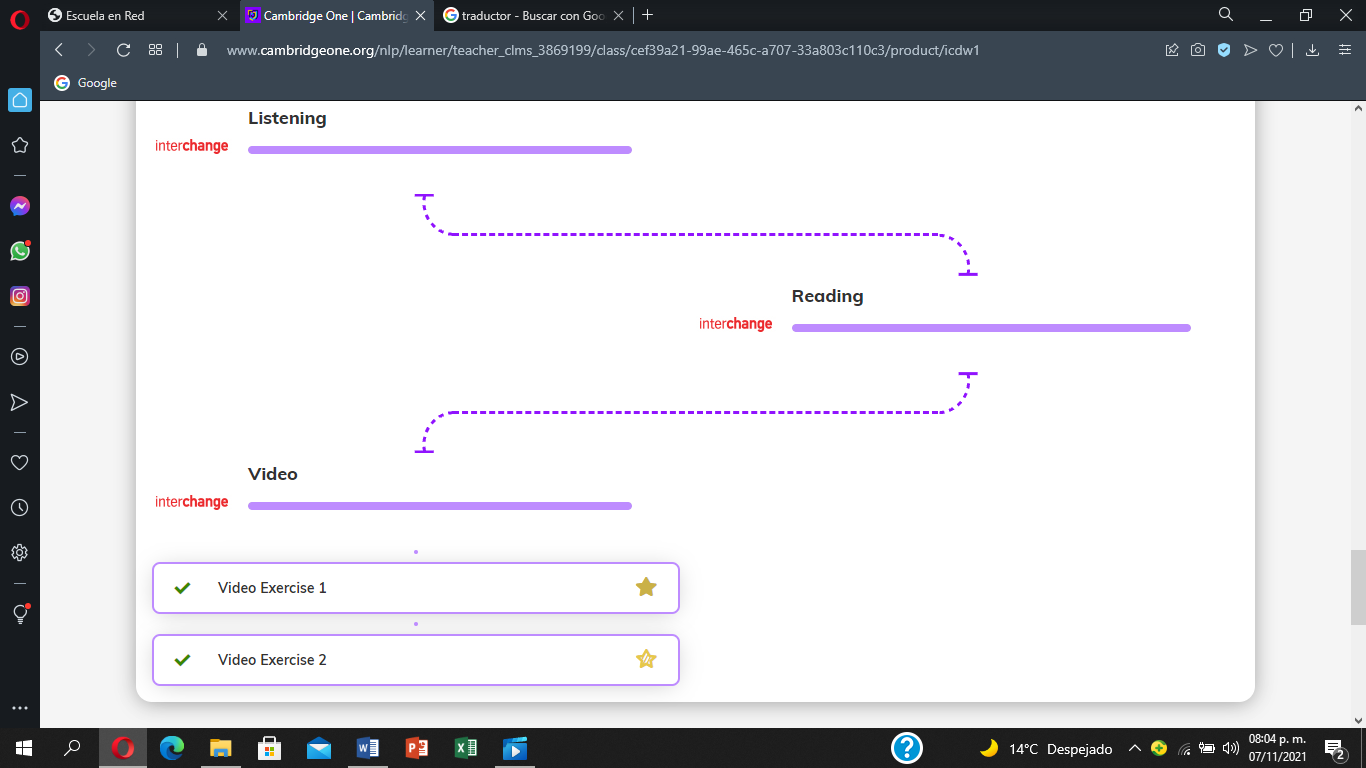 Escuela en Red
Cambridge One | Cambridg
traductor - Buscar con Goo
www.cambridgeone.org/nlp/learner/teacher_clms_3869199/class/cef39a21-99ae-465c-a707-33a803c110c3/product/icdw1
Google
Listening
interchange
Reading
interchange
Video
interchange
Video Exercise 1
Video Exercise 2
14°C Despejado
08:04 p. m.
07/11/2021
2